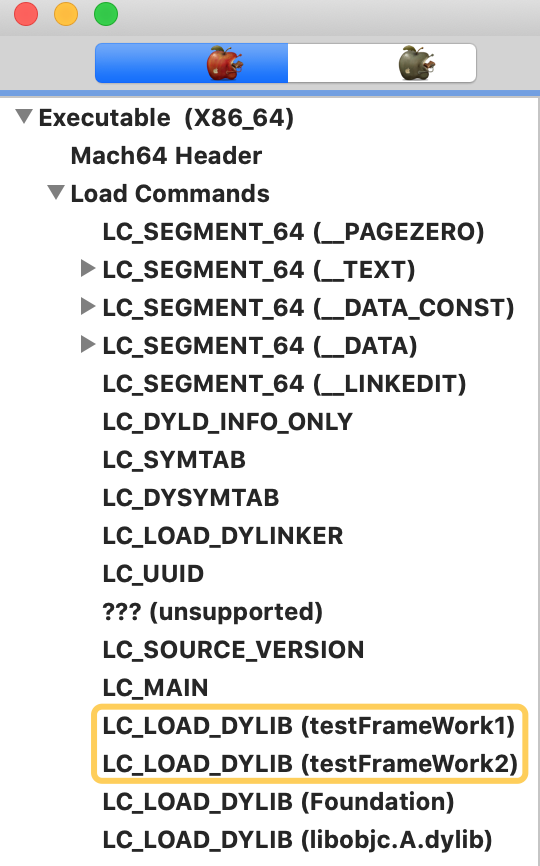 Executable (X86_64)
Mach64 Header
Load Commands
LC_SEGMENT_64 (__PAGEZERO)
LC_SEGMENT_64 (__TEXT)
LC_SEGMENT_64 (__DATA_CONST)
LC_SEGMENT_64 (__DATA)
LC_SEGMENT_64 (__LINKEDIT)
LC_DYLD_INFO_ONLY
LC_SYMTAB
LC_DYSYMTAB
LC_LOAD_DYLINKER
LC_UUID
??? (unsupported)
LC_SOURCE_VERSION
LC_MAIN
LC_LOAD_DYLIB (testFrameWork1)
LC_LOAD_DYLIB (testFrameWork2)
LC_LOAD_DYLIB (Foundation)
LC_LOAD_DYLIB (libobjc.A.dylib)